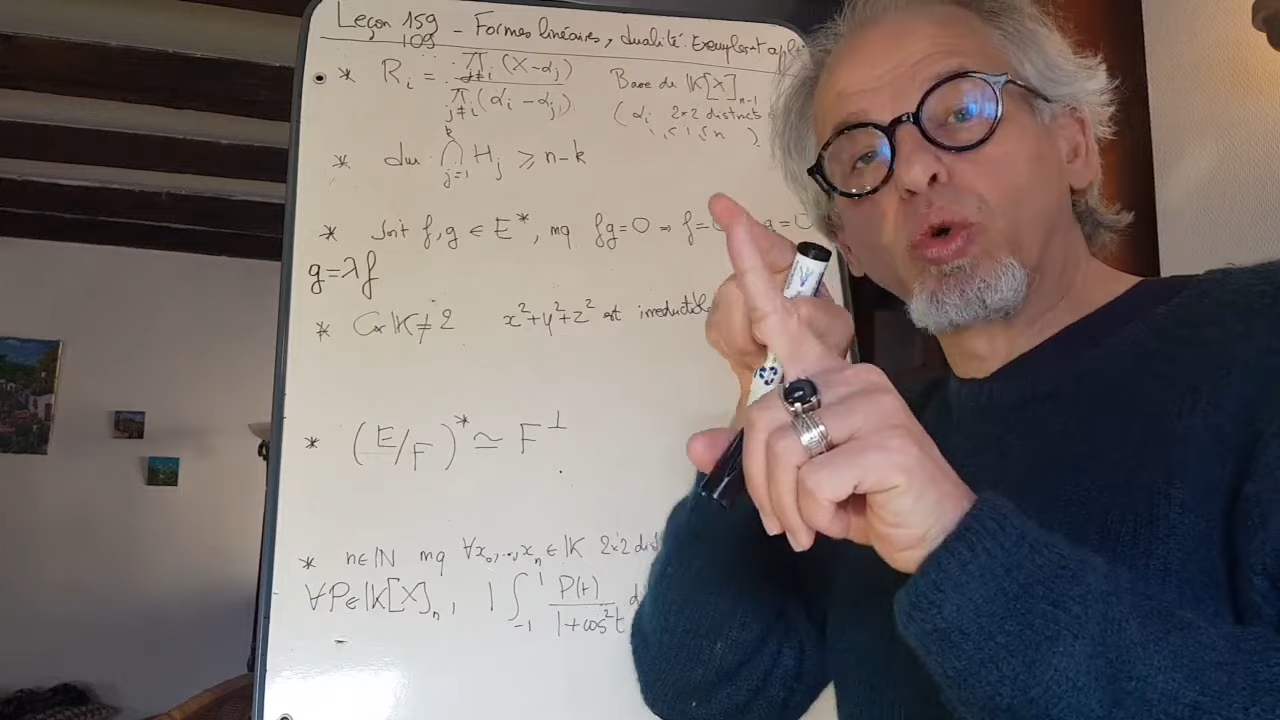 Leçon 159 - Formes linéaires, dualité. Exemples et appl
109
* R_i = ∏_{j≠i} (X-α_j) / ∏_{j≠i} (α_i - α_j) Base de K[X]_{n-1}
(α_i 2*2 distincts
* dim ⋂_{j=1}^{k} H_j ⩾ n-k
* Soit f,g ∈ E*, mq fg=0 ⇒ f= g=0
g=λf
* Car K ≠ 2 x²+y²+z² est irreductible
* (E/F)* ≃ F^⊥
* n∈ℕ mq ∀x_0,...,x_n ∈ K 2*2 dist
∀P∈K[X]_n, | ∫_{-1}^{1} P(t) / 1+cos²t d